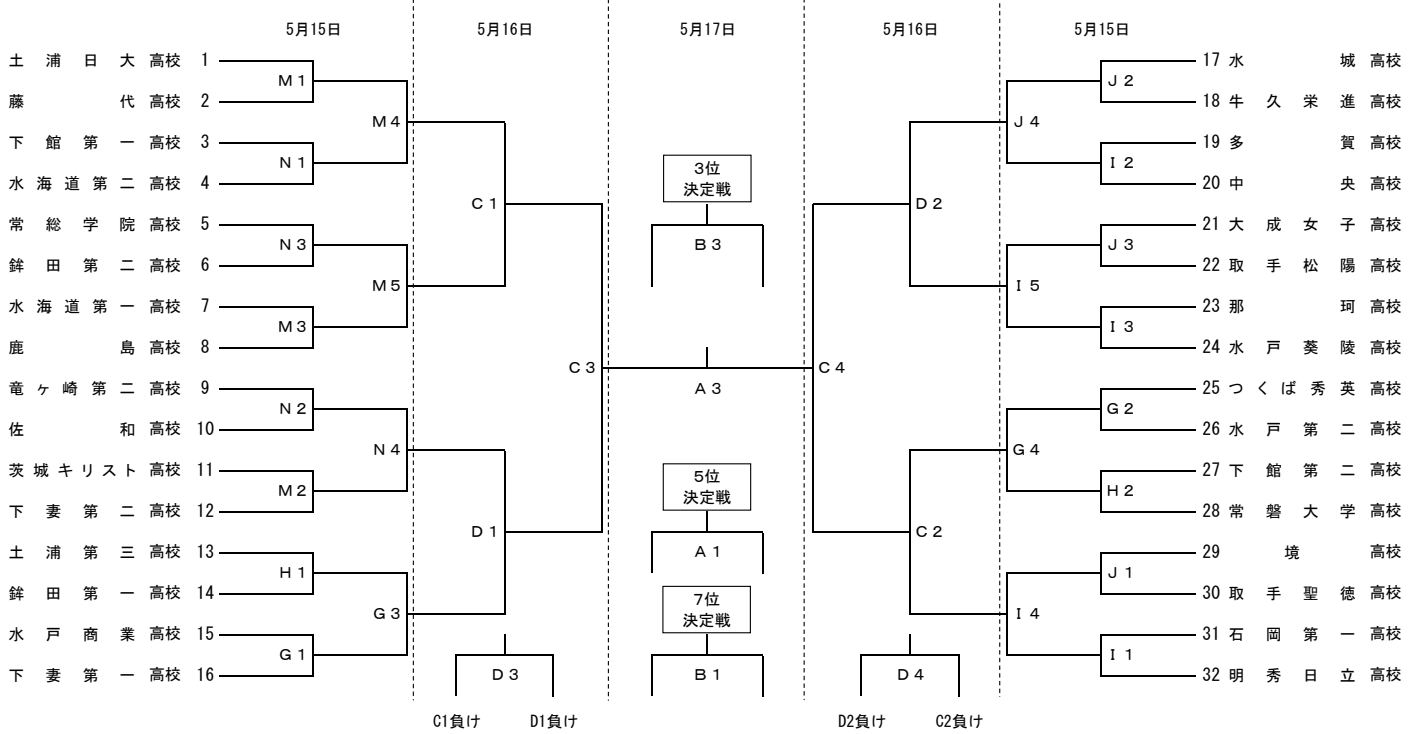 5月15日 5月16日 5月17日 5月16日 5月15日
土浦日大高校 1
17 水城高校
M1
J2
藤代高校 2
18 牛久栄進高校
M4
J4
下館第一高校 3
19 多賀高校
N1
I2
3位
決定戦
水海道第二高校 4
20 中央高校
C1
D2
常総学院高校 5
21 大成女子高校
N3
B3
J3
鉾田第二高校 6
22 取手松陽高校
M5
I5
水海道第一高校 7
23 那珂高校
M3
I3
鹿島高校 8
24 水戸葵陵高校
C3
C4
A3
竜ヶ崎第二高校 9
25 つくば秀英高校
N2
G2
佐和高校 10
26 水戸第二高校
N4
G4
茨城キリスト高校 11
27 下館第二高校
5位
決定戦
M2
H2
下妻第二高校 12
28 常磐大学高校
D1
C2
土浦第三高校 13
29 境高校
A1
H1
J1
鉾田第一高校 14
30 取手聖徳高校
7位
決定戦
G3
I4
水戸商業高校 15
31 石岡第一高校
G1
I1
下妻第一高校 16
D3
B1
D4
32 明秀日立高校
C1負け D1負け D2負け C2負け